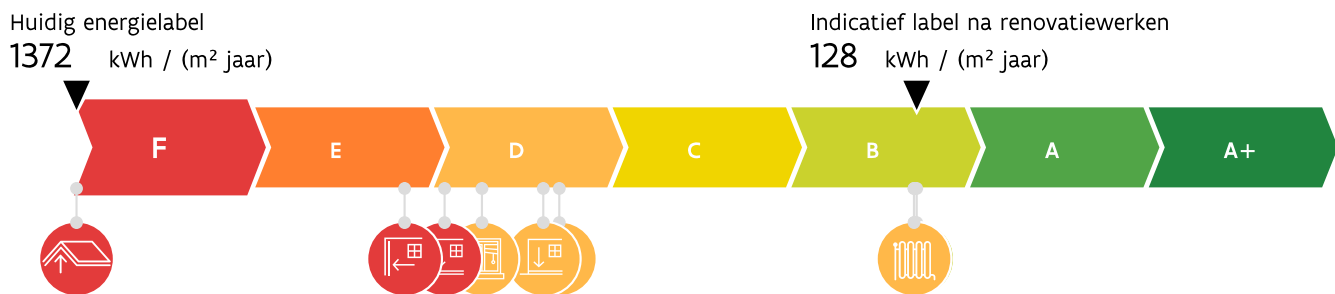 Huidig energielabel
1372 kWh / (m² jaar)
Indicatief label na renovatiewerken
128 kWh / (m² jaar)
F E D C B A A+